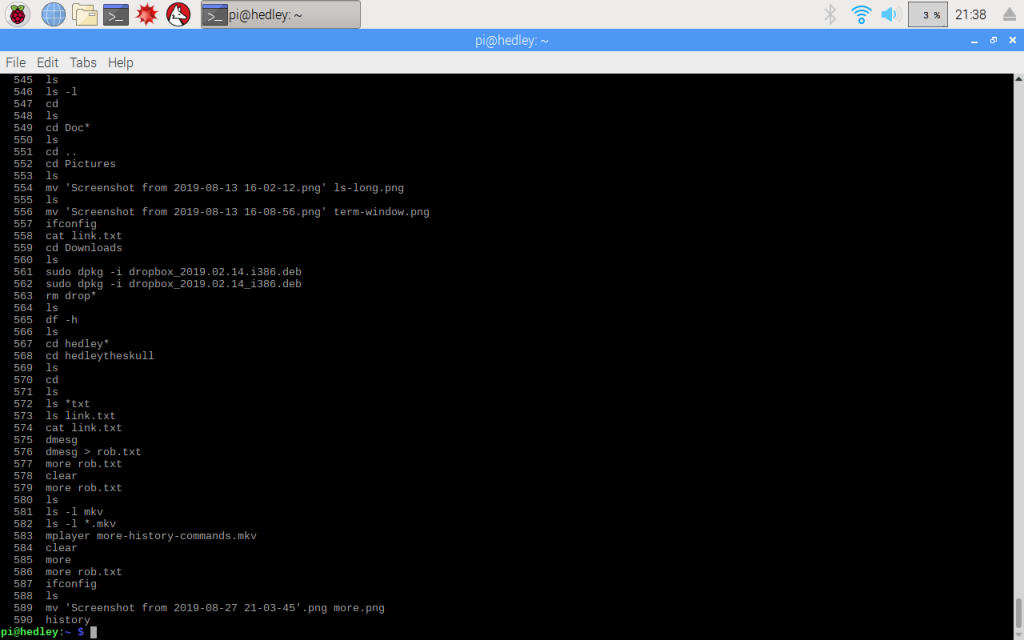 pi@hedley: ~
3 %
21:38
pi@hedley: ~
File Edit Tabs Help
545 ls
546 ls -l
547 cd
548 ls
549 cd Doc*
550 ls
551 cd ..
552 cd Pictures
553 ls
554 mv 'Screenshot from 2019-08-13 16-02-12.png' ls-long.png
555 ls
556 mv 'Screenshot from 2019-08-13 16-08-56.png' term-window.png
557 ifconfig
558 cat link.txt
559 cd Downloads
560 ls
561 sudo dpkg -i dropbox_2019.02.14.i386.deb
562 sudo dpkg -i dropbox_2019.02.14_i386.deb
563 rm drop*
564 ls
565 df -h
566 ls
567 cd hedley*
568 cd hedleytheskull
569 ls
570 cd
571 ls
572 ls *txt
573 ls link.txt
574 cat link.txt
575 dmesg
576 dmesg > rob.txt
577 more rob.txt
578 clear
579 more rob.txt
580 ls
581 ls -l mkv
582 ls -l *.mkv
583 mplayer more-history-commands.mkv
584 clear
585 more
586 more rob.txt
587 ifconfig
588 ls
589 mv 'Screenshot from 2019-08-27 21-03-45'.png more.png
590 history
pi@hedley:~ $